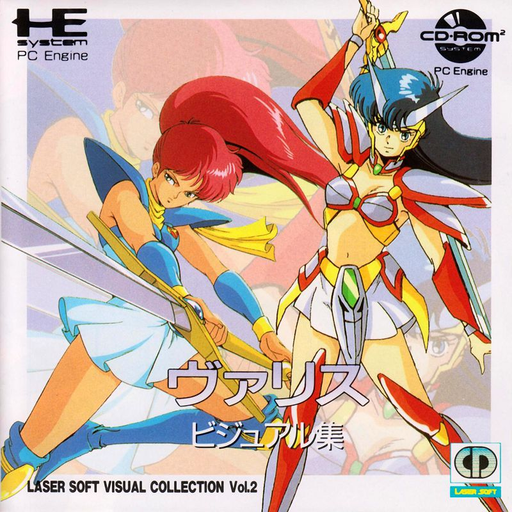 HE
system
PC Engine
CD-ROM²
SYSTEM
PC Engine
ヴァリス
ビジュアル集
LASER SOFT VISUAL COLLECTION Vol.2
LASER SOFT